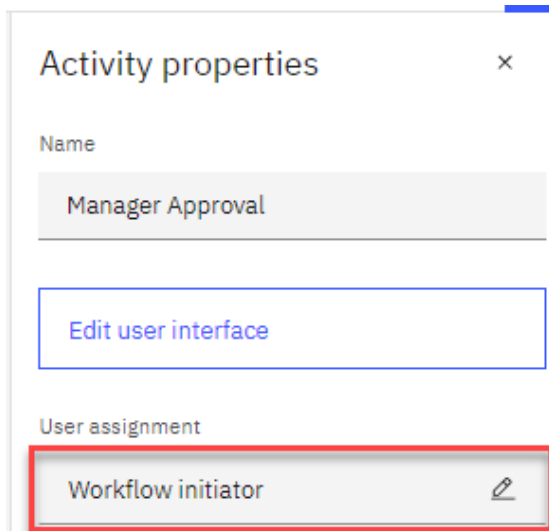 Activity properties
Name
Manager Approval
Edit user interface
User assignment
Workflow initiator